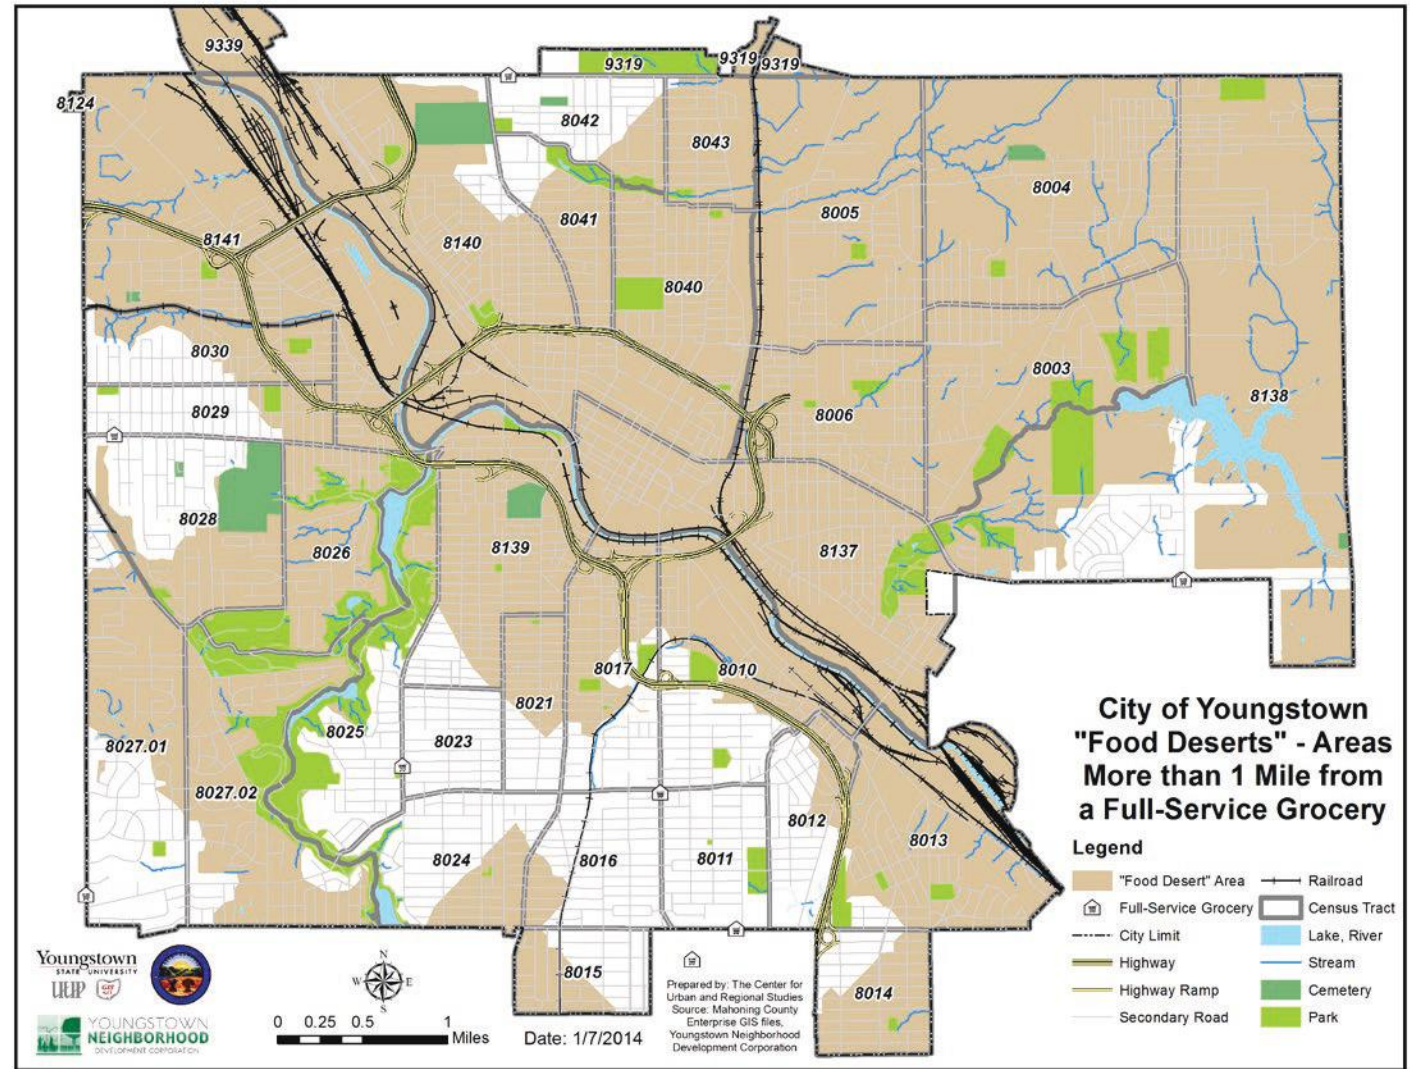 9339
9319
9319
9319
8124
8042
8043
8004
8005
8041
8141
8140
8040
8030
8003
8029
8006
8138
8028
8026
8139
8137
8017
8010
8021
8025
8023
8027.01
8027.02
8012
8013
8024
8016
8011
8015
8014
City of Youngstown
"Food Deserts" - Areas
More than 1 Mile from
a Full-Service Grocery
Legend
"Food Desert" Area
Full-Service Grocery
City Limit
Highway
Highway Ramp
Secondary Road
Railroad
Census Tract
Lake, River
Stream
Cemetery
Park
Youngstown
STATE UNIVERSITY
YOUNGSTOWN
NEIGHBORHOOD
DEVELOPMENT CORPORATION
N
W E
S
0 0.25 0.5 1
Miles
Date: 1/7/2014
Prepared by: The Center for
Urban and Regional Studies
Source: Mahoning County
Enterprise GIS files,
Youngstown Neighborhood
Development Corporation